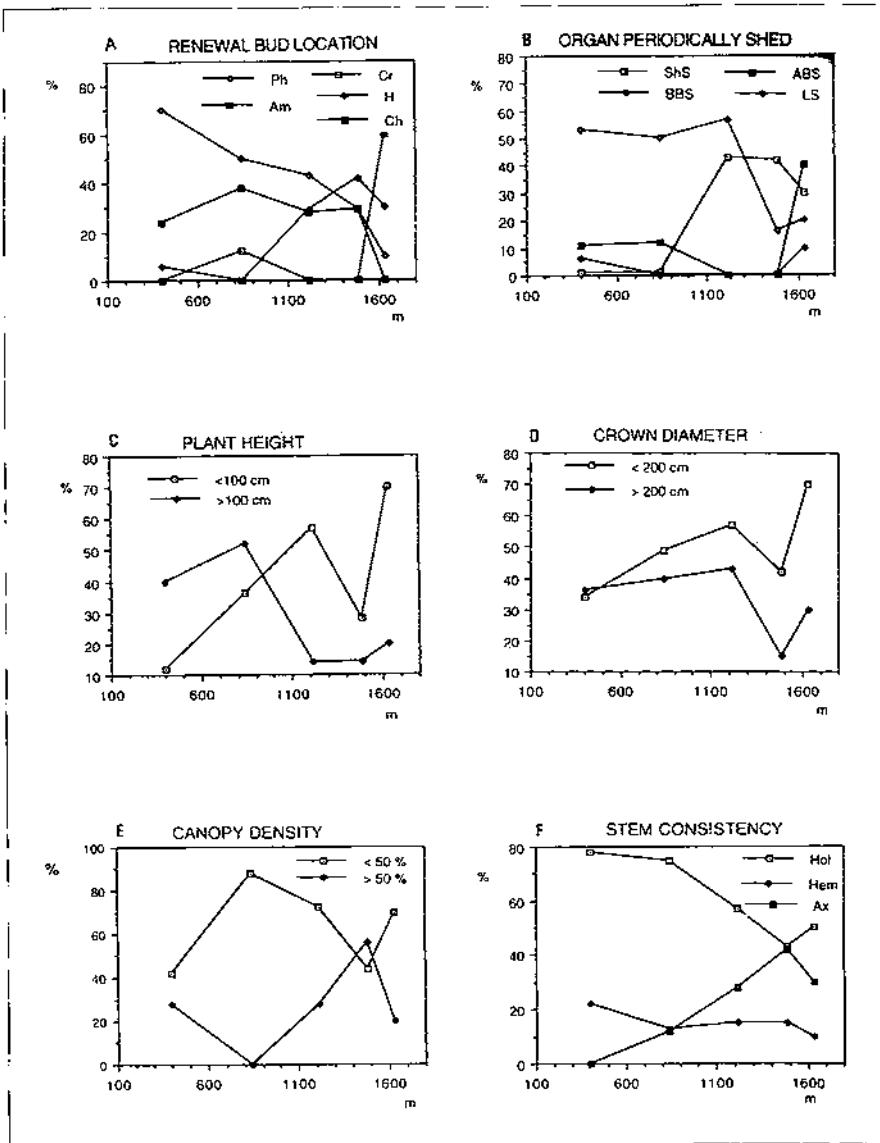 A RENEWAL BUD LOCATION
%
Ph Cr
Am H
Ch
80
60
40
20
0
100 600 1100 1600
m
B ORGAN PERIODICALLY SHED
%
ShS ABS
BBS LS
80
70
60
50
40
30
20
10
0
100 600 1100 1600
m
C PLANT HEIGHT
%
<100 cm
>100 cm
80
70
60
50
40
30
20
10
100 600 1100 1600
m
D CROWN DIAMETER
%
< 200 cm
> 200 cm
80
70
60
50
40
30
20
10
100 600 1100 1600
m
E CANOPY DENSITY
%
< 50 %
> 50 %
100
80
60
40
20
0
100 600 1100 1600
m
F STEM CONSISTENCY
%
Hol
Hem
Ax
80
60
40
20
0
100 600 1100 1600
m